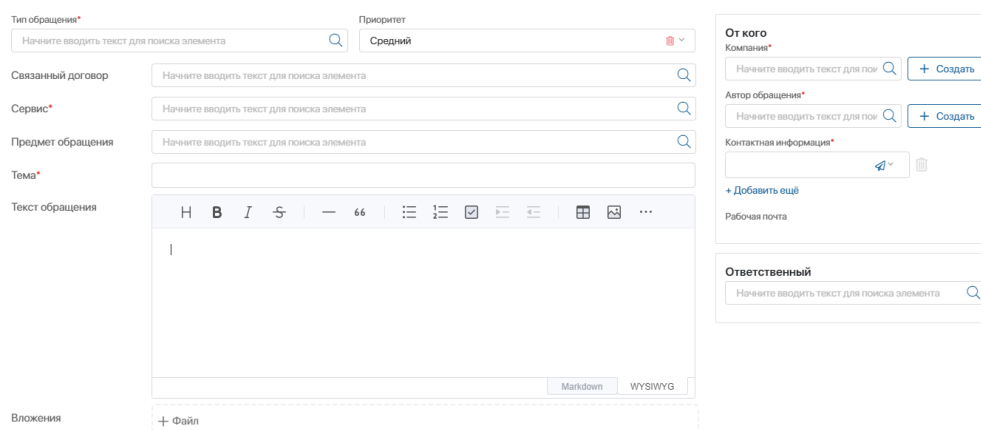 Тип обращения*
Начните вводить текст для поиска элемента
Приоритет
Средний
Связанный договор
Начните вводить текст для поиска элемента
Сервис*
Начните вводить текст для поиска элемента
Предмет обращения
Начните вводить текст для поиска элемента
Тема*
Текст обращения
H B I S — 66
Markdown WYSIWYG
Вложения
+ Файл
От кого
Компания*
Начните вводить текст для пои
+ Создать
Автор обращения*
Начните вводить текст для пои
+ Создать
Контактная информация*
+ Добавить ещё
Рабочая почта
Ответственный
Начните вводить текст для поиска элемента